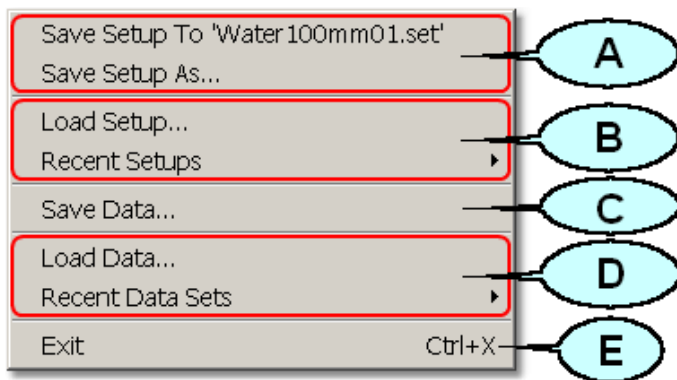 Save Setup To 'Water100mm01.set'
A
Save Setup As...
Load Setup...
B
Recent Setups
Save Data...
C
Load Data...
D
Recent Data Sets
Exit Ctrl+X
E